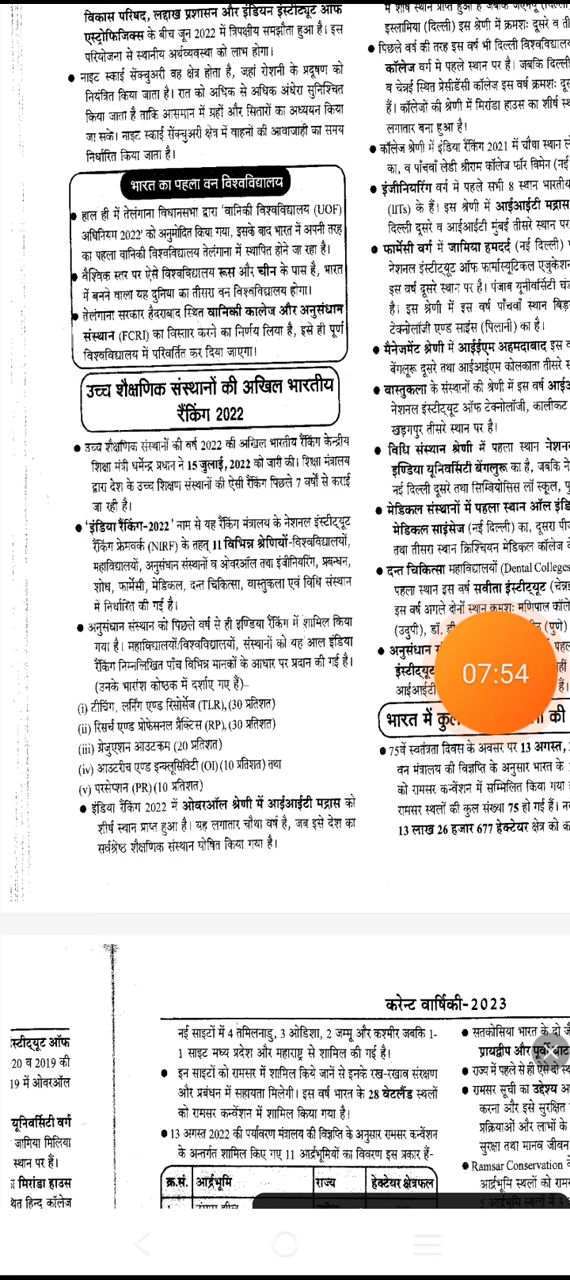 विकास परिषद, लद्दाख प्रशासन और इंडियन इंस्टीट्यूट ऑफ
एस्ट्रोफिजिक्स के बीच जून 2022 में त्रिपक्षीय समझौता हुआ है। इस
परियोजना से स्थानीय अर्थव्यवस्था को लाभ होगा।
● नाइट स्काई सेंक्चुअरी वह क्षेत्र होता है, जहां रोशनी के प्रदूषण को
नियंत्रित किया जाता है। रात को अधिक से अधिक अंधेरा सुनिश्चित
किया जाता है ताकि आसमान में ग्रहों और सितारों का अध्ययन किया
जा सके। नाइट स्काई सेंक्चुअरी क्षेत्र में वाहनों की आवाजाही का समय
निर्धारित किया जाता है।
भारत का पहला वन विश्वविद्यालय
● हाल ही में तेलंगाना विधानसभा द्वारा 'वानिकी विश्वविद्यालय (UOF)
अधिनियम 2022' को अनुमोदित किया गया, इसके बाद भारत में अपनी तरह
का पहला वानिकी विश्वविद्यालय तेलंगाना में स्थापित होने जा रहा है।
● वैश्विक स्तर पर ऐसे विश्वविद्यालय रूस और चीन के पास है, भारत
में बनने वाला यह दुनिया का तीसरा वन विश्वविद्यालय होगा।
● तेलंगाना सरकार हैदराबाद स्थित वानिकी कालेज और अनुसंधान
संस्थान (FCRI) का विस्तार करने का निर्णय लिया है, इसे ही पूर्ण
विश्वविद्यालय में परिवर्तित कर दिया जाएगा।
उच्च शैक्षणिक संस्थानों की अखिल भारतीय
रैंकिंग 2022
● उच्च शैक्षणिक संस्थानों की वर्ष 2022 की अखिल भारतीय रैंकिंग केन्द्रीय
शिक्षा मंत्री धर्मेन्द्र प्रधान ने 15 जुलाई, 2022 को जारी की। शिक्षा मंत्रालय
द्वारा देश के उच्च शिक्षण संस्थानों की ऐसी रैंकिंग पिछले 7 वर्षों से कराई
जा रही है।
● 'इंडिया रैंकिंग-2022' नाम से यह रैंकिंग मंत्रालय के नेशनल इंस्टीट्यूट
रैंकिंग फ्रेमवर्क (NIRF) के तहत् 11 विभिन्न श्रेणियों-विश्वविद्यालयों,
महाविद्यालयों, अनुसंधान संस्थानों व ओवरऑल तथा इंजीनियरिंग, प्रबन्धन,
शोध, फार्मेसी, मेडिकल, दन्त चिकित्सा, वास्तुकला एवं विधि संस्थान
में निर्धारित की गई है।
● अनुसंधान संस्थान को पिछले वर्ष से ही इण्डिया रैंकिंग में शामिल किया
गया है। महाविद्यालयों/विश्वविद्यालयों, संस्थानों को यह आल इंडिया
रैंकिंग निम्नलिखित पाँच विभिन्न मानकों के आधार पर प्रदान की गई है।
(उनके भारांश कोष्ठक में दर्शाए गए हैं)–
(i) टीचिंग, लर्निंग एण्ड रिसोर्सेज (TLR), (30 प्रतिशत)
(ii) रिसर्च एण्ड प्रोफेसनल प्रैक्टिस (RP), (30 प्रतिशत)
(iii) ग्रेजुएशन आउटकम (20 प्रतिशत)
(iv) आउटरीच एण्ड इन्क्लूसिविटी (OI) (10 प्रतिशत) तथा
(v) परसेप्शन (PR) (10 प्रतिशत)
● इंडिया रैंकिंग 2022 में ओवरऑल श्रेणी में आईआईटी मद्रास को
शीर्ष स्थान प्राप्त हुआ है। यह लगातार चौथा वर्ष है, जब इसे देश का
सर्वश्रेष्ठ शैक्षणिक संस्थान घोषित किया गया है।
इस्लामिया (दिल्ली) इस श्रेणी में क्रमशः दूसरे व ती
● पिछले वर्ष की तरह इस वर्ष भी दिल्ली विश्वविद्यालय
कॉलेज वर्ग मे पहले स्थान पर है। जबकि दिल्ली
व चेन्नई स्थित प्रेसीडेंसी कॉलेज इस वर्ष क्रमशः दूस
हैं। कॉलेजों की श्रेणी में मिरांडा हाउस का शीर्ष स्थ
लगातार बना हुआ है।
● कॉलेज श्रेणी में इंडिया रैंकिंग 2021 में चौथा स्थान ल
का, व पाँचवाँ लेडी श्रीराम कॉलेज फॉर विमेन (नई
● इंजीनियरिंग वर्ग में पहले सभी 8 स्थान भारतीय
(IITs) के हैं। इस श्रेणी में आईआईटी मद्रास
दिल्ली दूसरे व आईआईटी मुंबई तीसरे स्थान पर
● फार्मेसी वर्ग में जामिया हमदर्द (नई दिल्ली)
नेशनल इंस्टीट्यूट ऑफ फार्मास्यूटिकल एजुकेशन
इस वर्ष दूसरे स्थान पर है। पंजाब यूनीवर्सिटी चं
है। इस श्रेणी में इस वर्ष पाँचवाँ स्थान बिड़
टेक्नोलॉजी एण्ड साइंस (पिलानी) का है।
● मैनेजमेंट श्रेणी में आईईएम अहमदाबाद इस व
बेंगलुरू दूसरे तथा आईआईएम कोलकाता तीसरे स
● वास्तुकला के संस्थानों की श्रेणी में इस वर्ष आई
नेशनल इंस्टीट्यूट ऑफ टेक्नोलॉजी, कालीकट
खड़गपुर तीसरे स्थान पर है।
● विधि संस्थान श्रेणी में पहला स्थान नेशन
इण्डिया यूनिवर्सिटी बेंगलुरू का है, जबकि ने
नई दिल्ली दूसरे तथा सिम्बियोसिस लॉ स्कूल, पु
● मेडिकल संस्थानों में पहला स्थान ऑल इंडि
मेडिकल साइंसेज (नई दिल्ली) का, दूसरा पी
तथा तीसरा स्थान क्रिश्चियन मेडिकल कॉलेज व
● दन्त चिकित्सा महाविद्यालयों (Dental Colleges
पहला स्थान इस वर्ष सवीता इंस्टीट्यूट (चेन्न
इस वर्ष अगले दोनों स्थान क्रमशः मणिपाल कॉले
(उडुपी), डॉ. (पुणे)
● अनुसंधान पहल
इंस्टीट्यूट
आईआईटी
07:54
भारत में कु की
● 75वें स्वतंत्रता दिवस के अवसर पर 13 अगस्त,
वन मंत्रालय की विज्ञप्ति के अनुसार भारत के
को रामसर कन्वेंशन में सम्मिलित किया गया
रामसर स्थलों की कुल संख्या 75 हो गई हैं। न
13 लाख 26 हजार 677 हेक्टेयर क्षेत्र को क
स्टीट्यूट ऑफ
20 व 2019 की
19 में ओवरऑल
यूनिवर्सिटी वर्ग
जामिया मिलिया
स्थान पर हैं।
मिरांडा हाउस
थित हिन्द कॉलेज
करेन्ट वार्षिकी-2023
नई साइटों में 4 तमिलनाडु, 3 ओडिशा, 2 जम्मू और कश्मीर जबकि 1-
1 साइट मध्य प्रदेश और महाराष्ट्र से शामिल की गई है।
● इन साइटों को रामसर में शामिल किये जाने से इनके रख-रखाव संरक्षण
और प्रबंधन में सहायता मिलेगी। इस वर्ष भारत के 28 वेटलैंड स्थलों
को रामसर कन्वेंशन में शामिल किया गया है।
● 13 अगस्त 2022 की पर्यावरण मंत्रालय की विज्ञप्ति के अनुसार रामसर कन्वेंशन
के अन्तर्गत शामिल किए गए 11 आर्द्रभूमियों का विवरण इस प्रकार हैं-
क्र.सं. आर्द्रभूमि राज्य हेक्टेयर क्षेत्रफल
● सतकोसिया भारत के दो जै
प्रायद्वीप और पूर्वी घाट
● राज्य में पहले से ही ऐसे दो स्थ
● रामसर सूची का उद्देश्य अ
करना और इसे सुरक्षित
प्रक्रियाओं और लाभों के
सुरक्षा तथा मानव जीवन
● Ramsar Conservation
आर्द्रभूमि स्थलों को राम